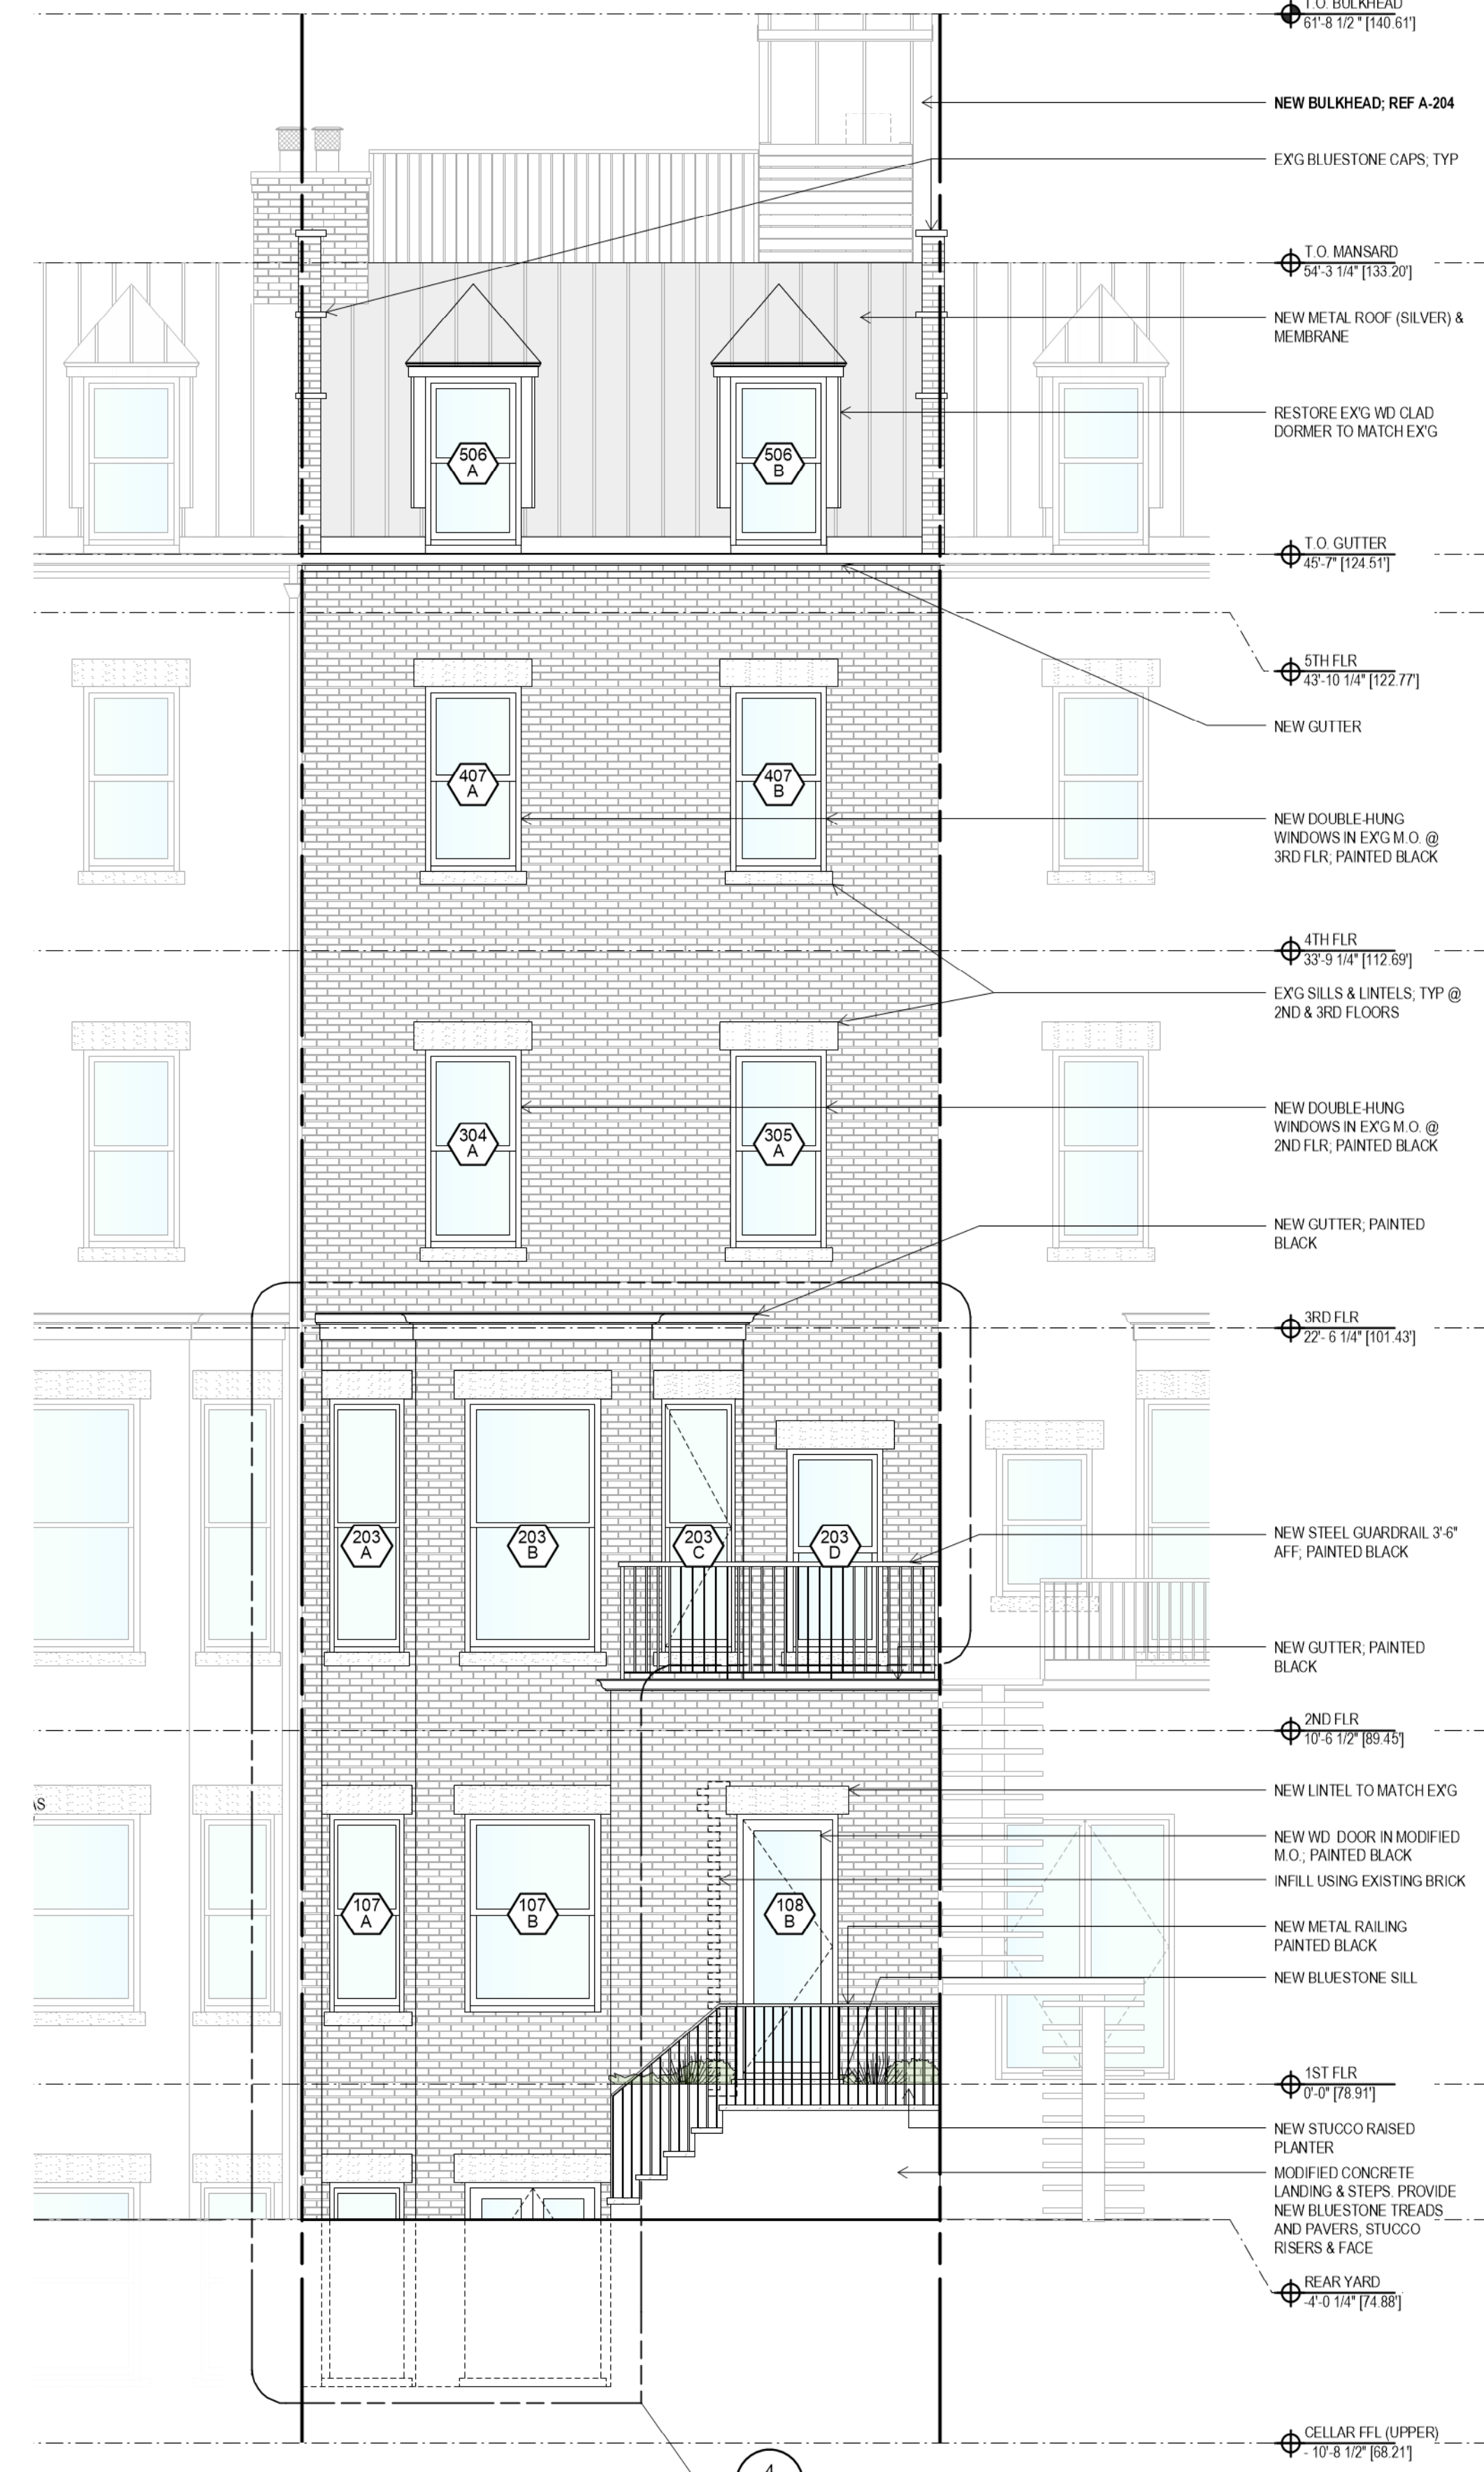 T.O. BULKHEAD
61'-8 1/2 " [140.61']
NEW BULKHEAD; REF A-204
EX'G BLUESTONE CAPS; TYP
T.O. MANSARD
54'-3 1/4" [133.20']
NEW METAL ROOF (SILVER) &
MEMBRANE
RESTORE EX'G WD CLAD
DORMER TO MATCH EX'G
506
A
506
B
T.O. GUTTER
45'-7" [124.51']
5TH FLR
43'-10 1/4" [122.77']
NEW GUTTER
407
A
407
B
NEW DOUBLE-HUNG
WINDOWS IN EX'G M.O. @
3RD FLR; PAINTED BLACK
4TH FLR
33'-9 1/4" [112.69']
EX'G SILLS & LINTELS; TYP @
2ND & 3RD FLOORS
NEW DOUBLE-HUNG
WINDOWS IN EX'G M.O. @
2ND FLR; PAINTED BLACK
304
A
305
A
NEW GUTTER; PAINTED
BLACK
3RD FLR
22'- 6 1/4" [101.43']
203
A
203
B
203
C
203
D
NEW STEEL GUARDRAIL 3'-6"
AFF; PAINTED BLACK
NEW GUTTER; PAINTED
BLACK
2ND FLR
10'-6 1/2" [89.45']
NEW LINTEL TO MATCH EX'G
AS
NEW WD DOOR IN MODIFIED
M.O.; PAINTED BLACK
INFILL USING EXISTING BRICK
107
A
107
B
108
B
NEW METAL RAILING
PAINTED BLACK
NEW BLUESTONE SILL
1ST FLR
0'-0" [78.91']
NEW STUCCO RAISED
PLANTER
MODIFIED CONCRETE
LANDING & STEPS. PROVIDE
NEW BLUESTONE TREADS
AND PAVERS, STUCCO
RISERS & FACE
REAR YARD
-4'-0 1/4" [74.88']
CELLAR FFL (UPPER)
- 10'-8 1/2" [68.21']
4